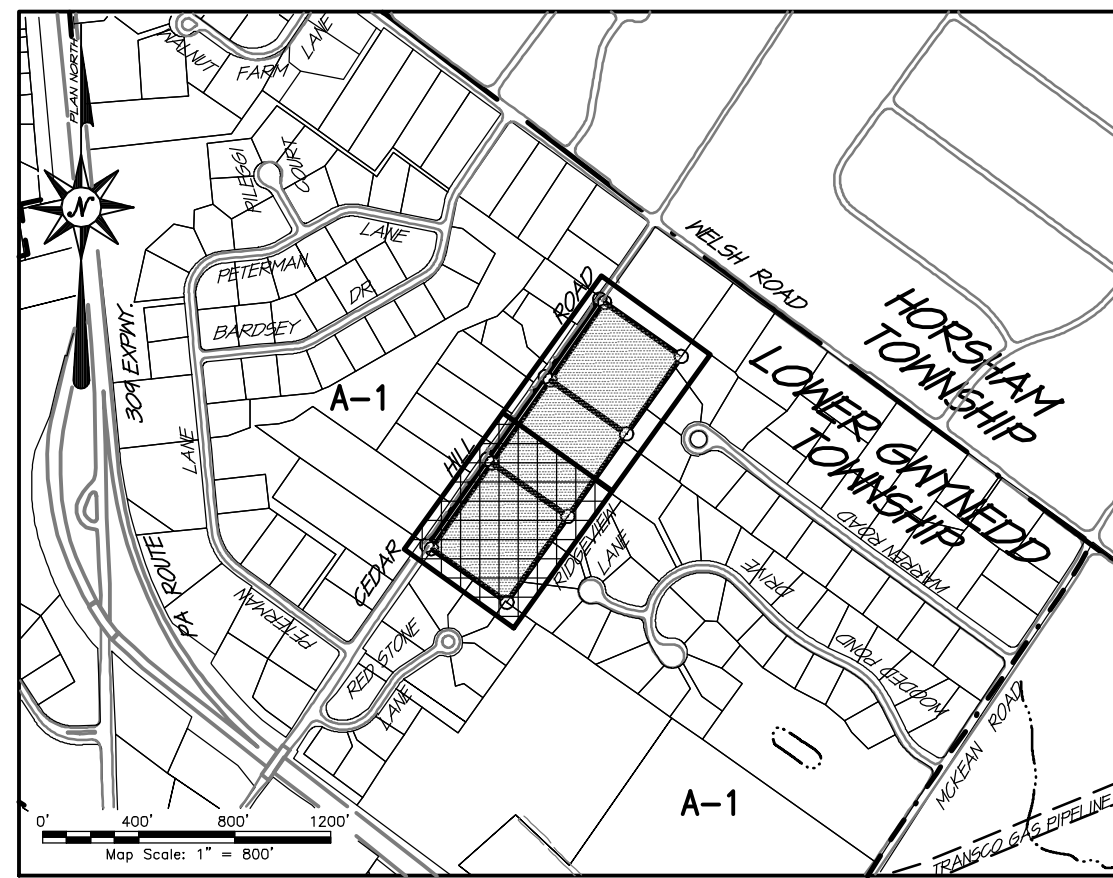 WALNUT
FARM
LANE
PLAN NORTH
N
PILEGGI
COURT
LANE
PETERMAN
BARDSEY
DR.
309 EXPWY.
PA ROUTE
A-1
LANE
PETERMAN
CEDAR
HILL
ROAD
WELSH ROAD
HORSHAM
TOWNSHIP
LOWER GWYNEDD
TOWNSHIP
WARREN ROAD
RIDGEVIEW
LANE
DRIVE
WOODED POND
RED STONE
LANE
MCKEAN ROAD
A-1
TRANSCO GAS PIPELINE
0' 400' 800' 1200'
Map Scale: 1" = 800'